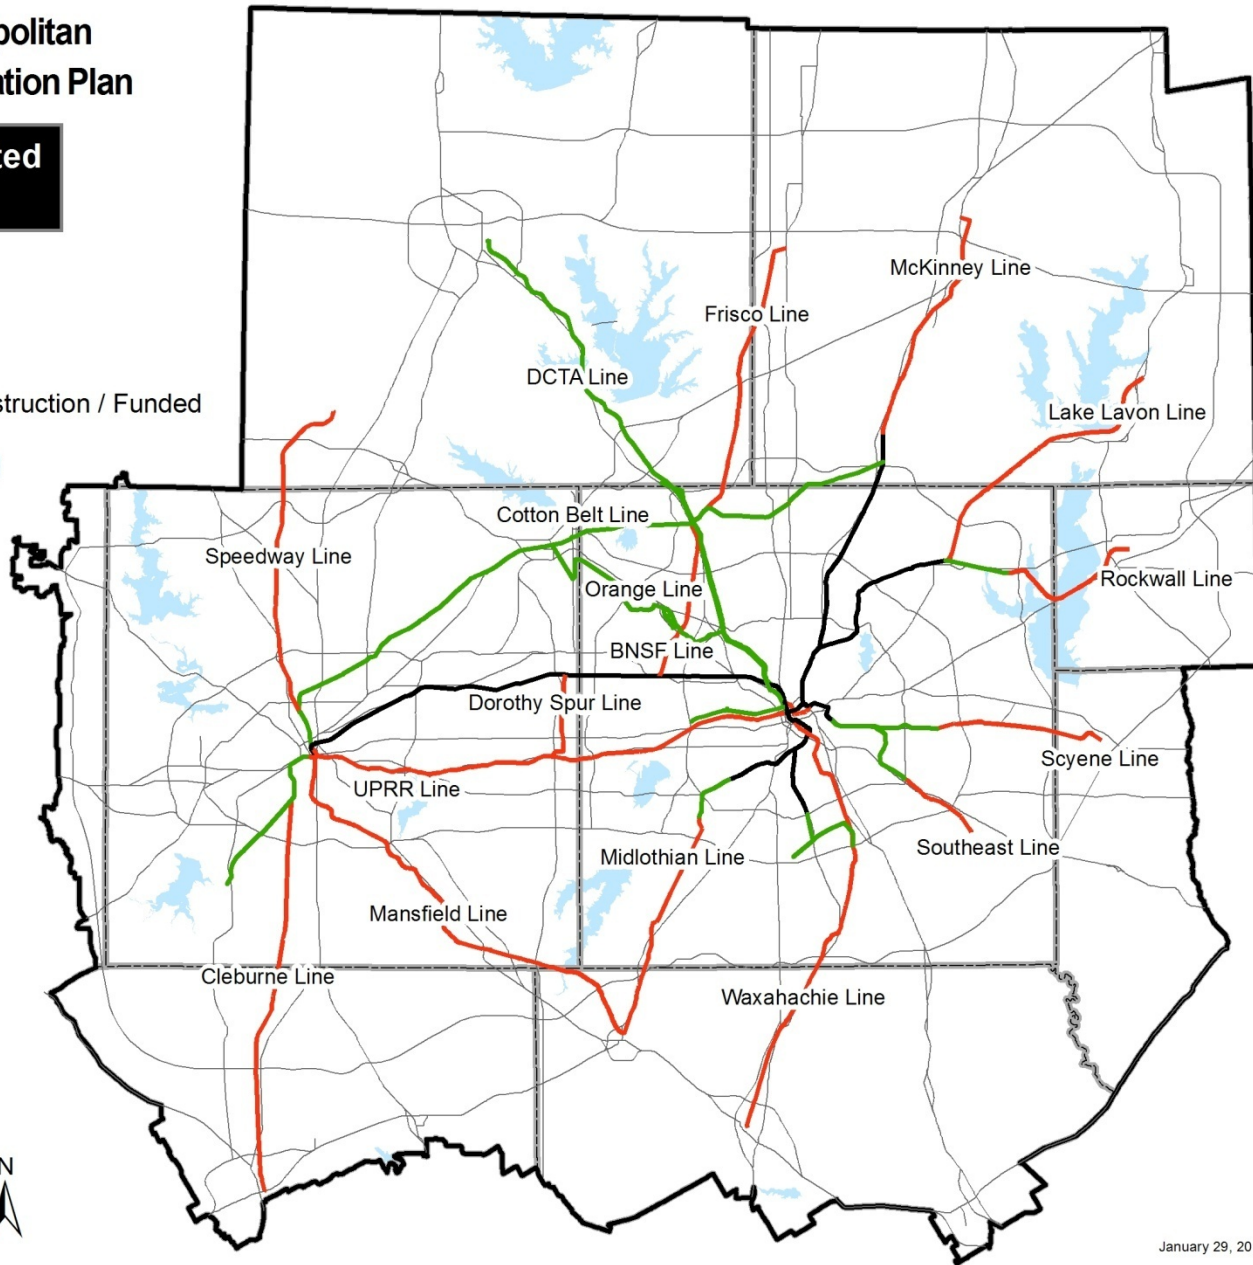 politan
ation Plan
ted
struction / Funded
McKinney Line
Frisco Line
DCTA Line
Lake Lavon Line
Cotton Belt Line
Speedway Line
Rockwall Line
Orange Line
BNSF Line
Dorothy Spur Line
Scyene Line
UPRR Line
Southeast Line
Midlothian Line
Mansfield Line
Cleburne Line
Waxahachie Line
N
January 29, 20